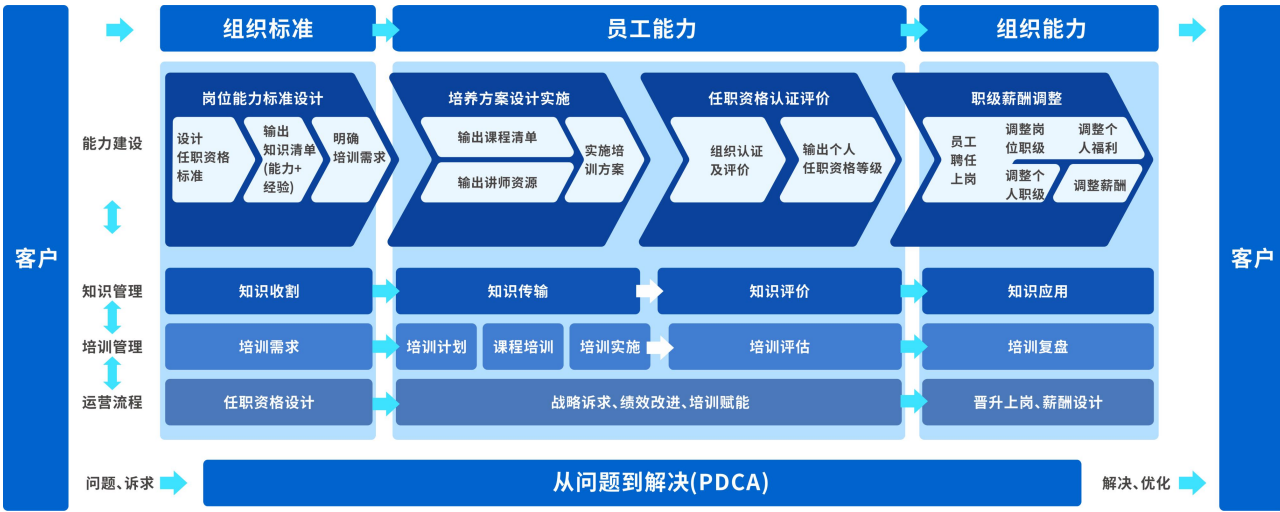 客户
组织标准
员工能力
组织能力
客户
能力建设
岗位能力标准设计
设计
任职资格
标准
输出
知识清单
(能力+
经验)
明确
培训需求
培养方案设计实施
输出课程清单
输出讲师资源
实施培
训方案
任职资格认证评价
组织认证
及评价
输出个人
任职资格等级
职级薪酬调整
员工
聘任
上岗
调整岗
位职级
调整个
人职级
调整个
人福利
调整薪酬
知识管理
知识收割
知识传输
知识评价
知识应用
培训管理
培训需求
培训计划
课程培训
培训实施
培训评估
培训复盘
运营流程
任职资格设计
战略诉求、绩效改进、培训赋能
晋升上岗、薪酬设计
问题、诉求
从问题到解决(PDCA)
解决、优化